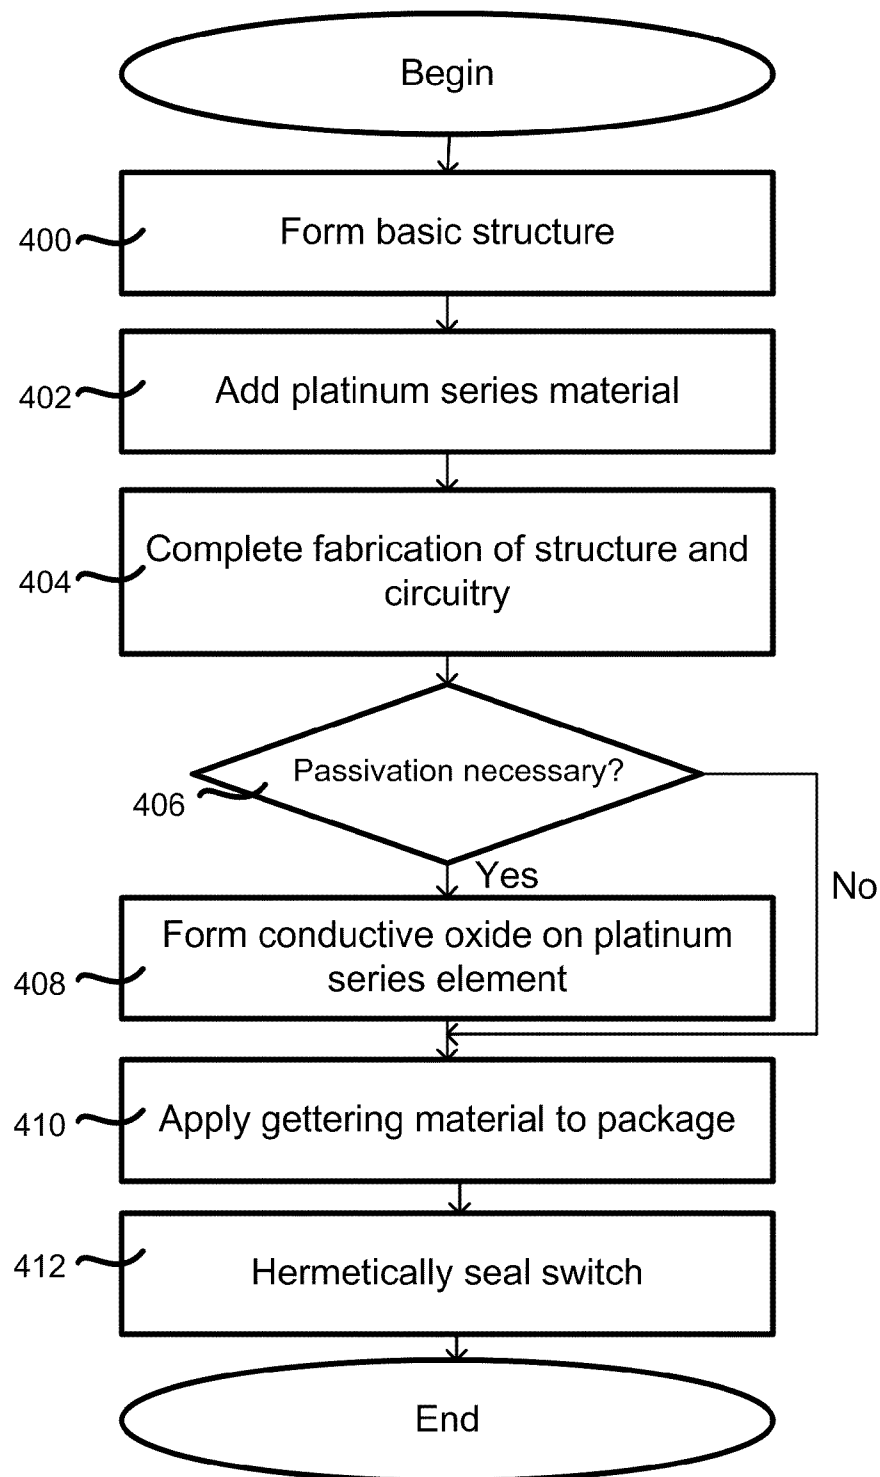 Begin
400
Form basic structure
402
Add platinum series material
404
Complete fabrication of structure and
circuitry
406
Passivation necessary?
Yes
No
408
Form conductive oxide on platinum
series element
410
Apply gettering material to package
412
Hermetically seal switch
End